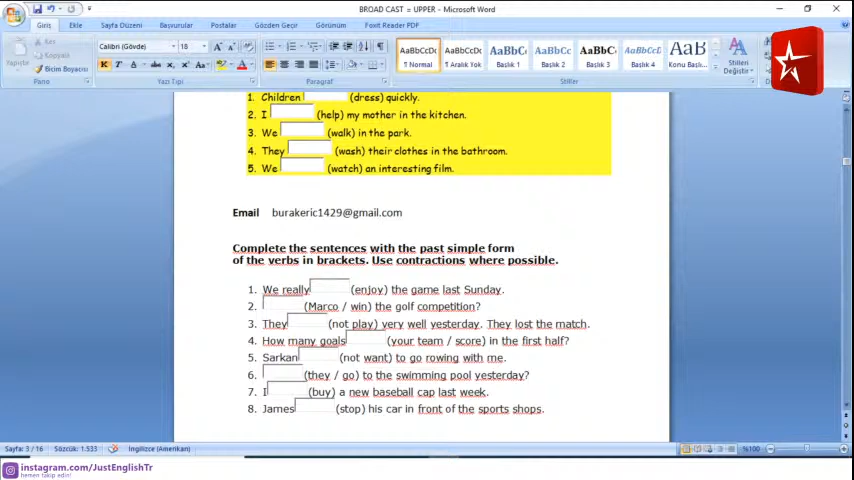 BROAD CAST = UPPER - Microsoft Word
Giriş Ekle Sayfa Düzeni Başvurular Postalar Gözden Geçir Görünüm Foxit Reader PDF
Kes
Kopyala
Yapıştır
Biçim Boyacısı
Calibri (Gövde) 18
AaBbCcDc AaBbCcDc AaBbC AaBbCc AaBbCc AaBbCcD AaB
¶ Normal ¶ Aralık Yok Başlık 1 Başlık 2 Başlık 3 Başlık 4 Konu Başlı...
Stilleri Değiştir
Pano Yazı Tipi Paragraf Stiller
1. Children (dress) quickly.
2. I (help) my mother in the kitchen.
3. We (walk) in the park.
4. They (wash) their clothes in the bathroom.
5. We (watch) an interesting film.
Email burakeric1429@gmail.com
Complete the sentences with the past simple form
of the verbs in brackets. Use contractions where possible.
1. We really (enjoy) the game last Sunday.
2. (Marco / win) the golf competition?
3. They (not play) very well yesterday. They lost the match.
4. How many goals (your team / score) in the first half?
5. Sarkan (not want) to go rowing with me.
6. (they / go) to the swimming pool yesterday?
7. I (buy) a new baseball cap last week.
8. James (stop) his car in front of the sports shops.
Sayfa: 3 / 16 Sözcük: 1.533 İngilizce (Amerikan) %100
instagram.com/JustEnglishTr
hemen takip edin!